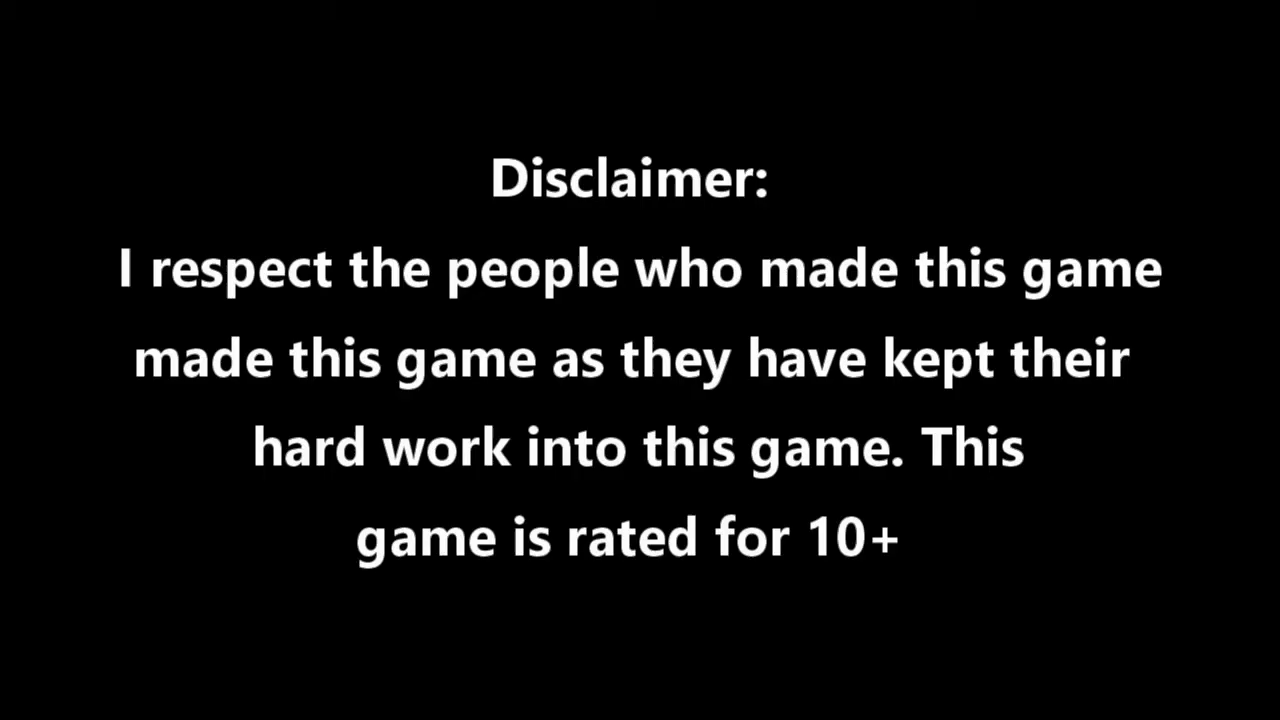 Disclaimer:
I respect the people who made this game
made this game as they have kept their
hard work into this game. This
game is rated for 10+